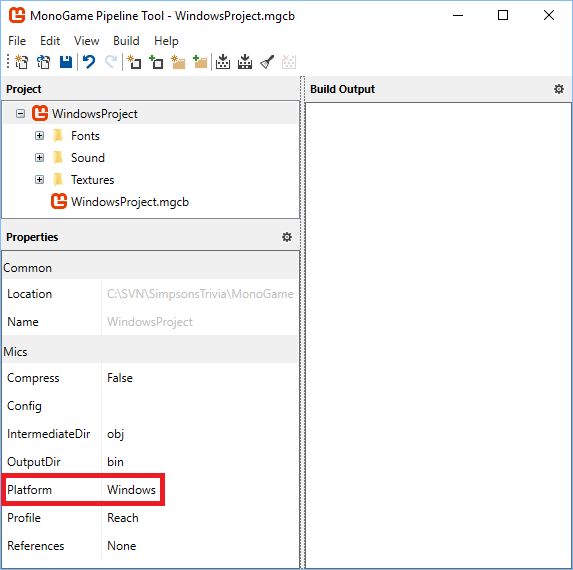 MonoGame Pipeline Tool - WindowsProject.mgcb
File Edit View Build Help
Project
WindowsProject
Fonts
Sound
Textures
WindowsProject.mgcb
Properties
Common
Location C:\SVN\SimpsonsTrivia\MonoGame
Name WindowsProject
Mics
Compress False
Config
IntermediateDir obj
OutputDir bin
Platform Windows
Profile Reach
References None
Build Output